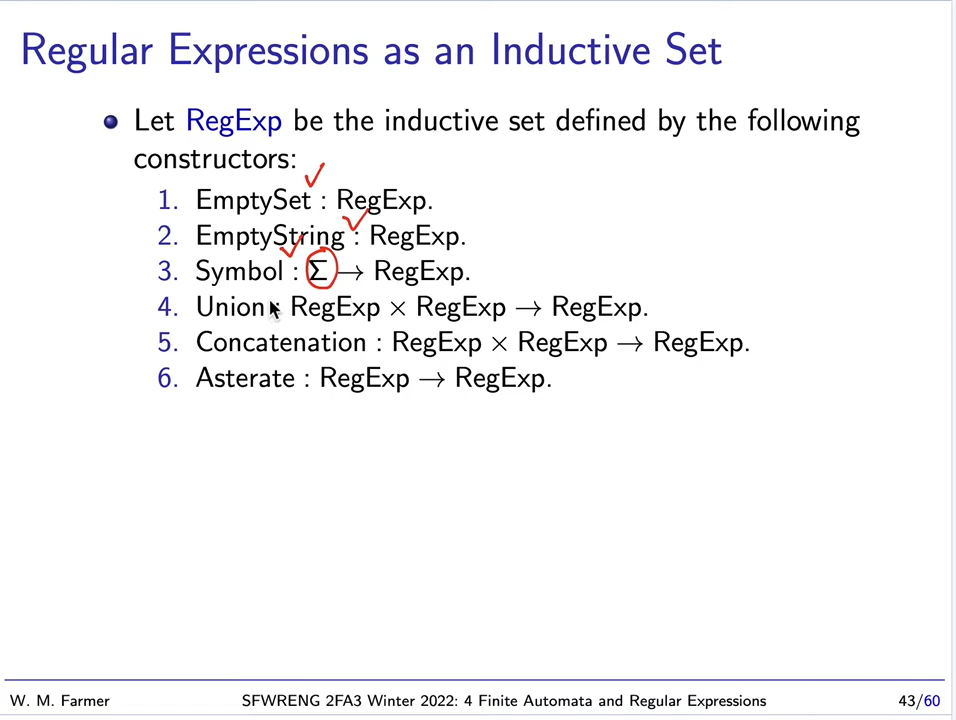 Regular Expressions as an Inductive Set
Let RegExp be the inductive set defined by the following
constructors:
1. EmptySet : RegExp.
2. EmptyString : RegExp.
3. Symbol : Σ → RegExp.
4. Union : RegExp × RegExp → RegExp.
5. Concatenation : RegExp × RegExp → RegExp.
6. Asterate : RegExp → RegExp.
W. M. Farmer SFWRENG 2FA3 Winter 2022: 4 Finite Automata and Regular Expressions 43/60